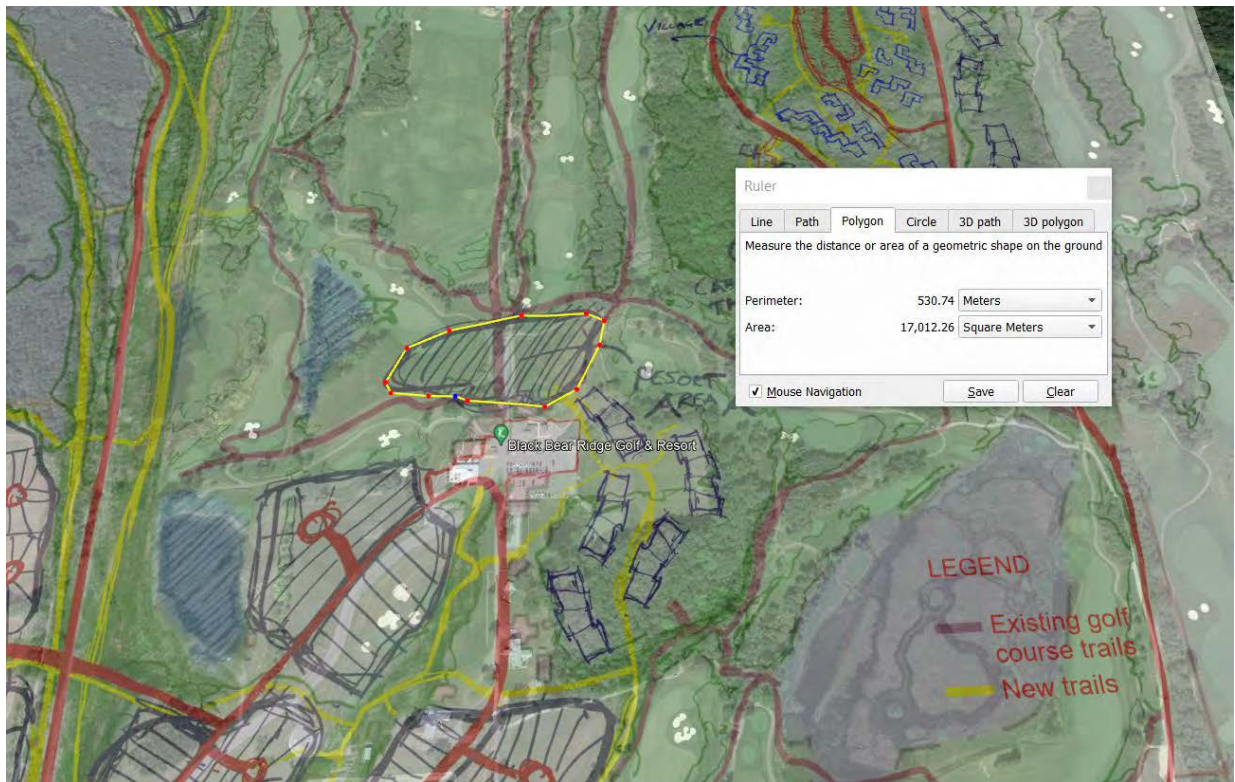 VILLAGE
Ruler
Line Path Polygon Circle 3D path 3D polygon
Measure the distance or area of a geometric shape on the ground
Perimeter: 530.74 Meters
Area: 17,012.26 Square Meters
Mouse Navigation Save Clear
RESORT
AREA
Black Bear Ridge Golf & Resort
LEGEND
Existing golf
course trails
New trails